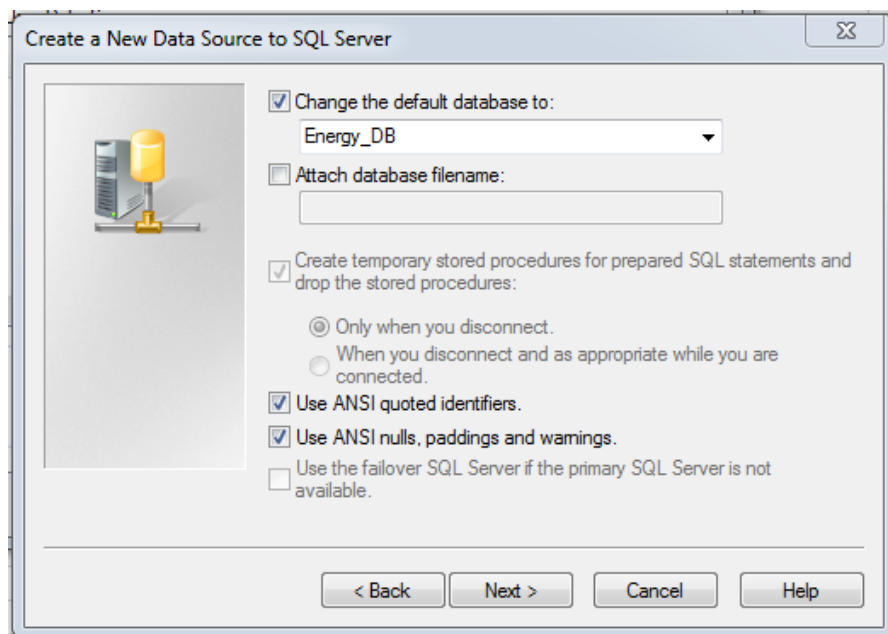 Create a New Data Source to SQL Server
Change the default database to:
Energy_DB
Attach database filename:
Create temporary stored procedures for prepared SQL statements and
drop the stored procedures:
Only when you disconnect.
When you disconnect and as appropriate while you are
connected.
Use ANSI quoted identifiers.
Use ANSI nulls, paddings and warnings.
Use the failover SQL Server if the primary SQL Server is not
available.
< Back
Next >
Cancel
Help